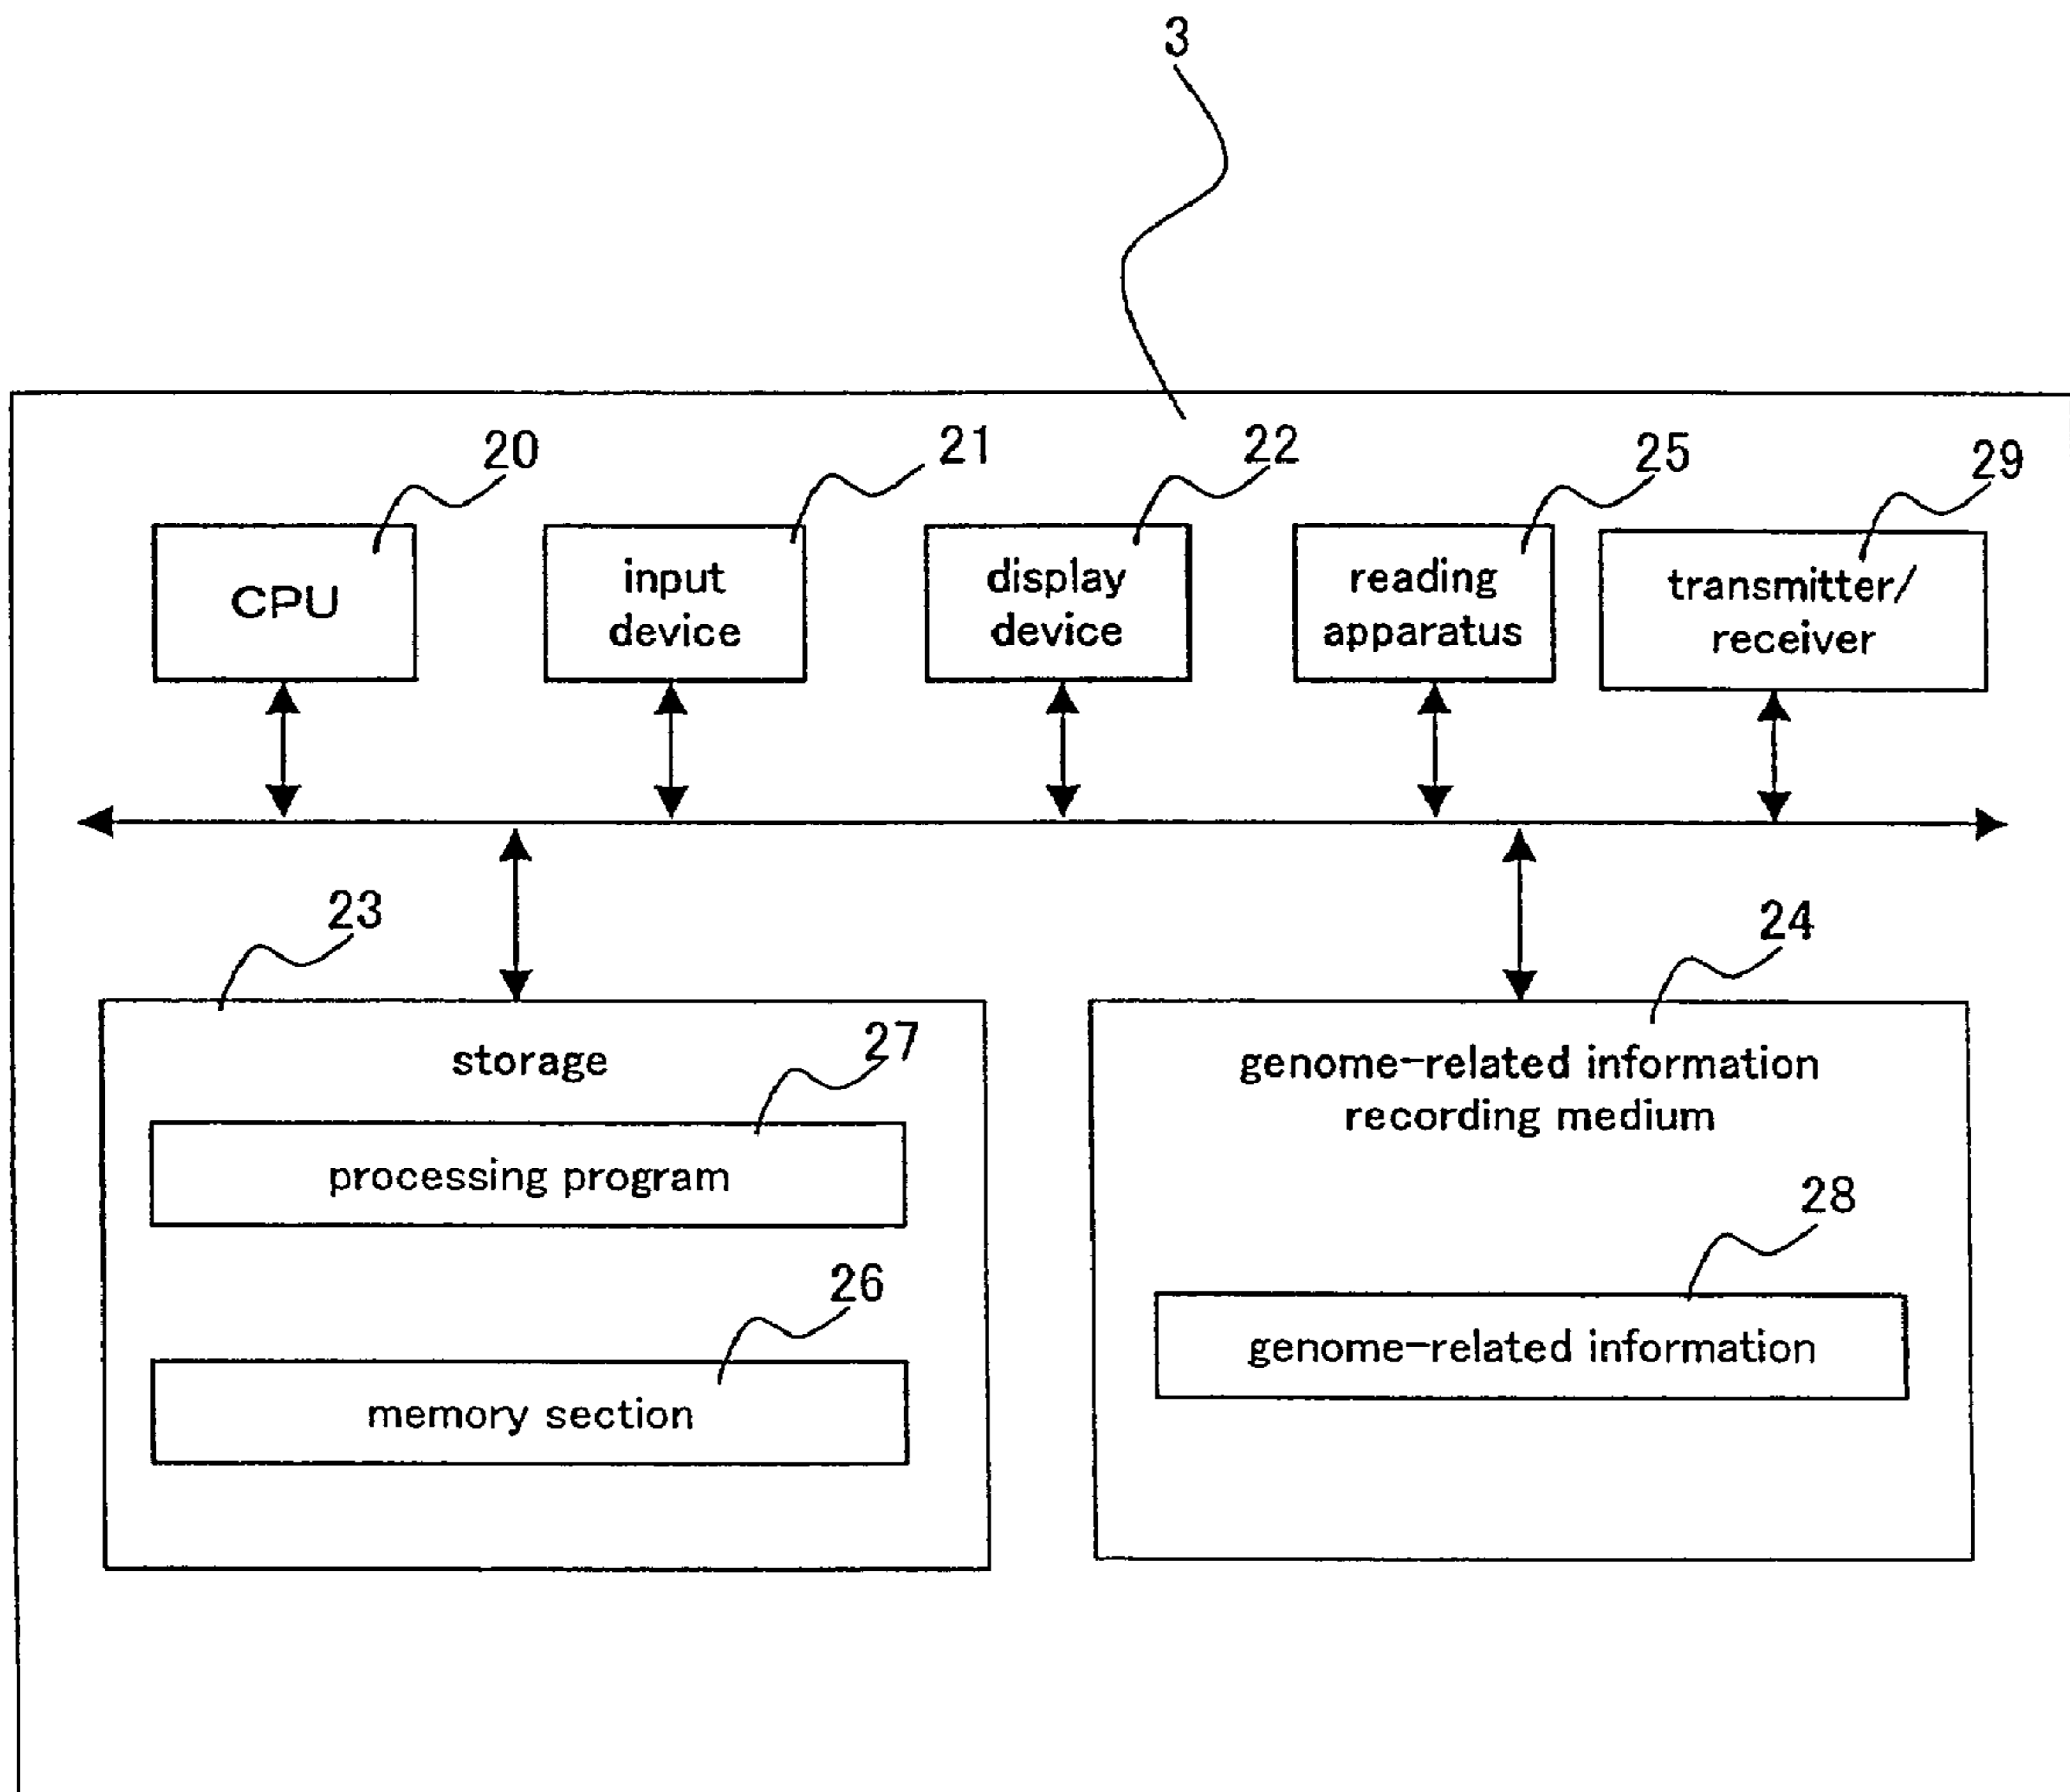 3
20
21
22
25
29
CPU
input
device
display
device
reading
apparatus
transmitter/
receiver
23
24
storage
27
processing program
26
memory section
genome-related information
recording medium
28
genome-related information